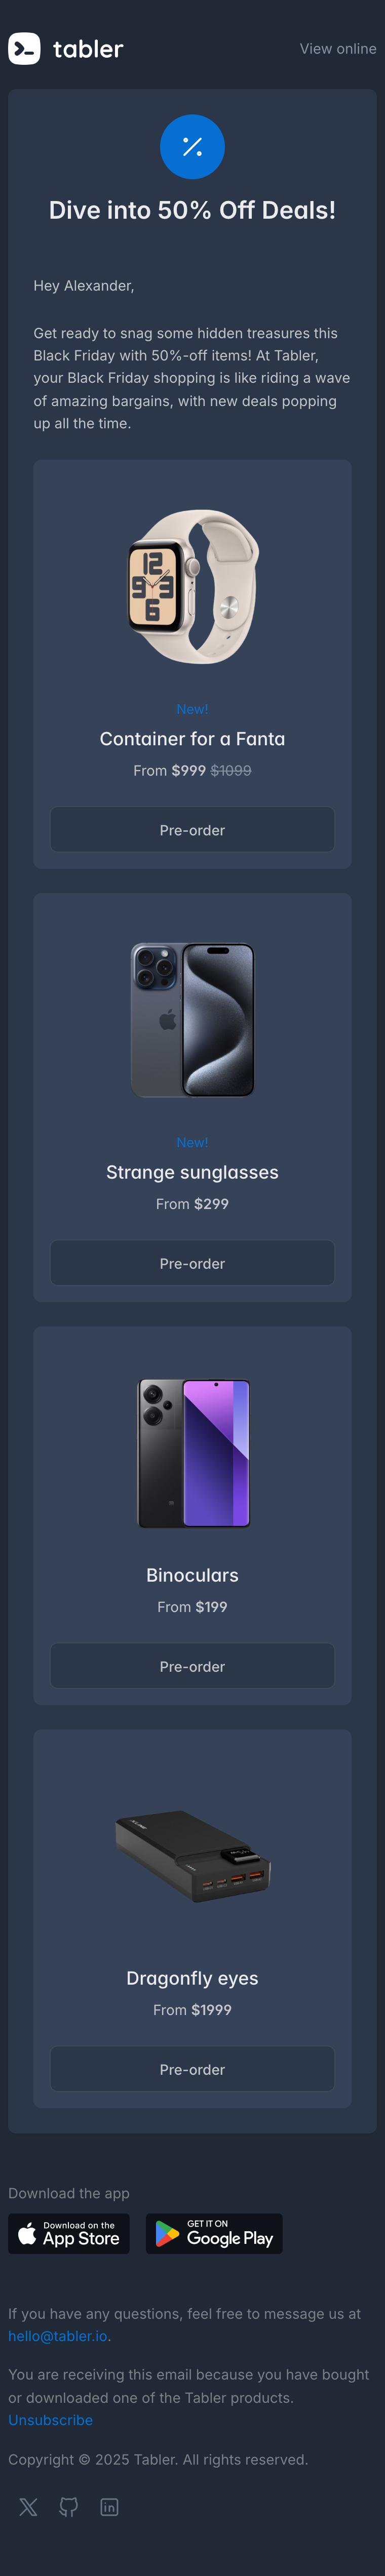 tabler
View online
Dive into 50% Off Deals!
Hey Alexander,
Get ready to snag some hidden treasures this
Black Friday with 50%-off items! At Tabler,
your Black Friday shopping is like riding a wave
of amazing bargains, with new deals popping
up all the time.
12
9 3
6
New!
Container for a Fanta
From $999 $1099
Pre-order
New!
Strange sunglasses
From $299
Pre-order
Binoculars
From $199
Pre-order
Dragonfly eyes
From $1999
Pre-order
Download the app
Download on the
App Store
GET IT ON
Google Play
If you have any questions, feel free to message us at
hello@tabler.io.
You are receiving this email because you have bought
or downloaded one of the Tabler products.
Unsubscribe
Copyright © 2025 Tabler. All rights reserved.